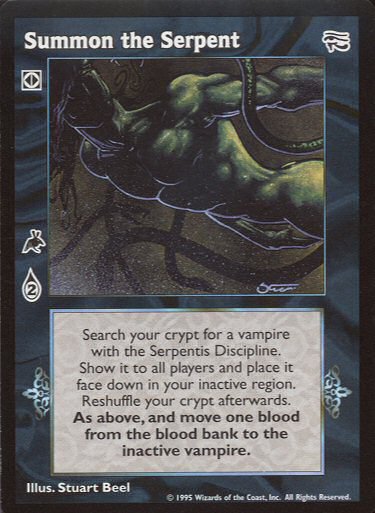 Summon the Serpent
2
Search your crypt for a vampire
with the Serpentis Discipline.
Show it to all players and place it
face down in your inactive region.
Reshuffle your crypt afterwards.
As above, and move one blood
from the blood bank to the
inactive vampire.
Illus. Stuart Beel
© 1995 Wizards of the Coast, Inc. All Rights Reserved.